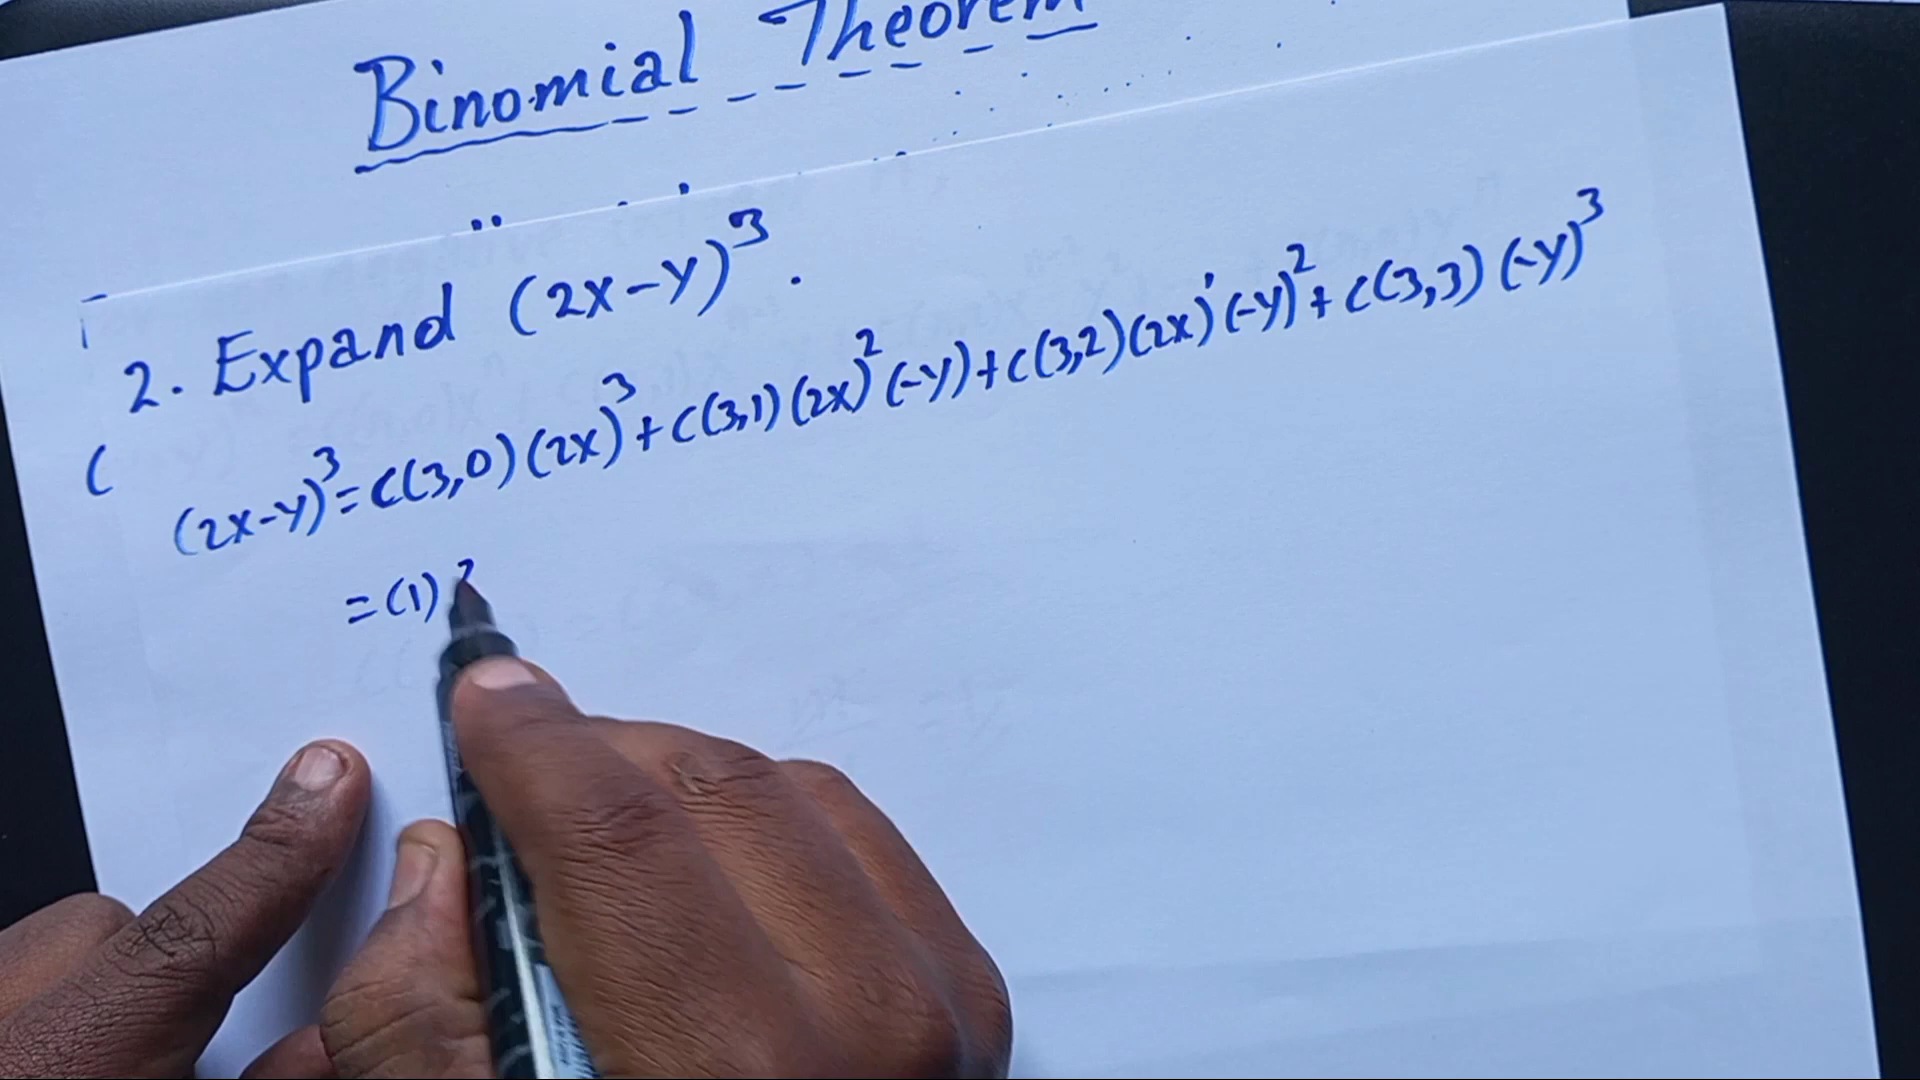 Binomial Theorem
2. Expand (2x-y)³.
(
(2x-y)³=C(3,0)(2x)³+C(3,1)(2x)²(-y)+C(3,2)(2x)¹(-y)²+C(3,3)(-y)³
=(1)